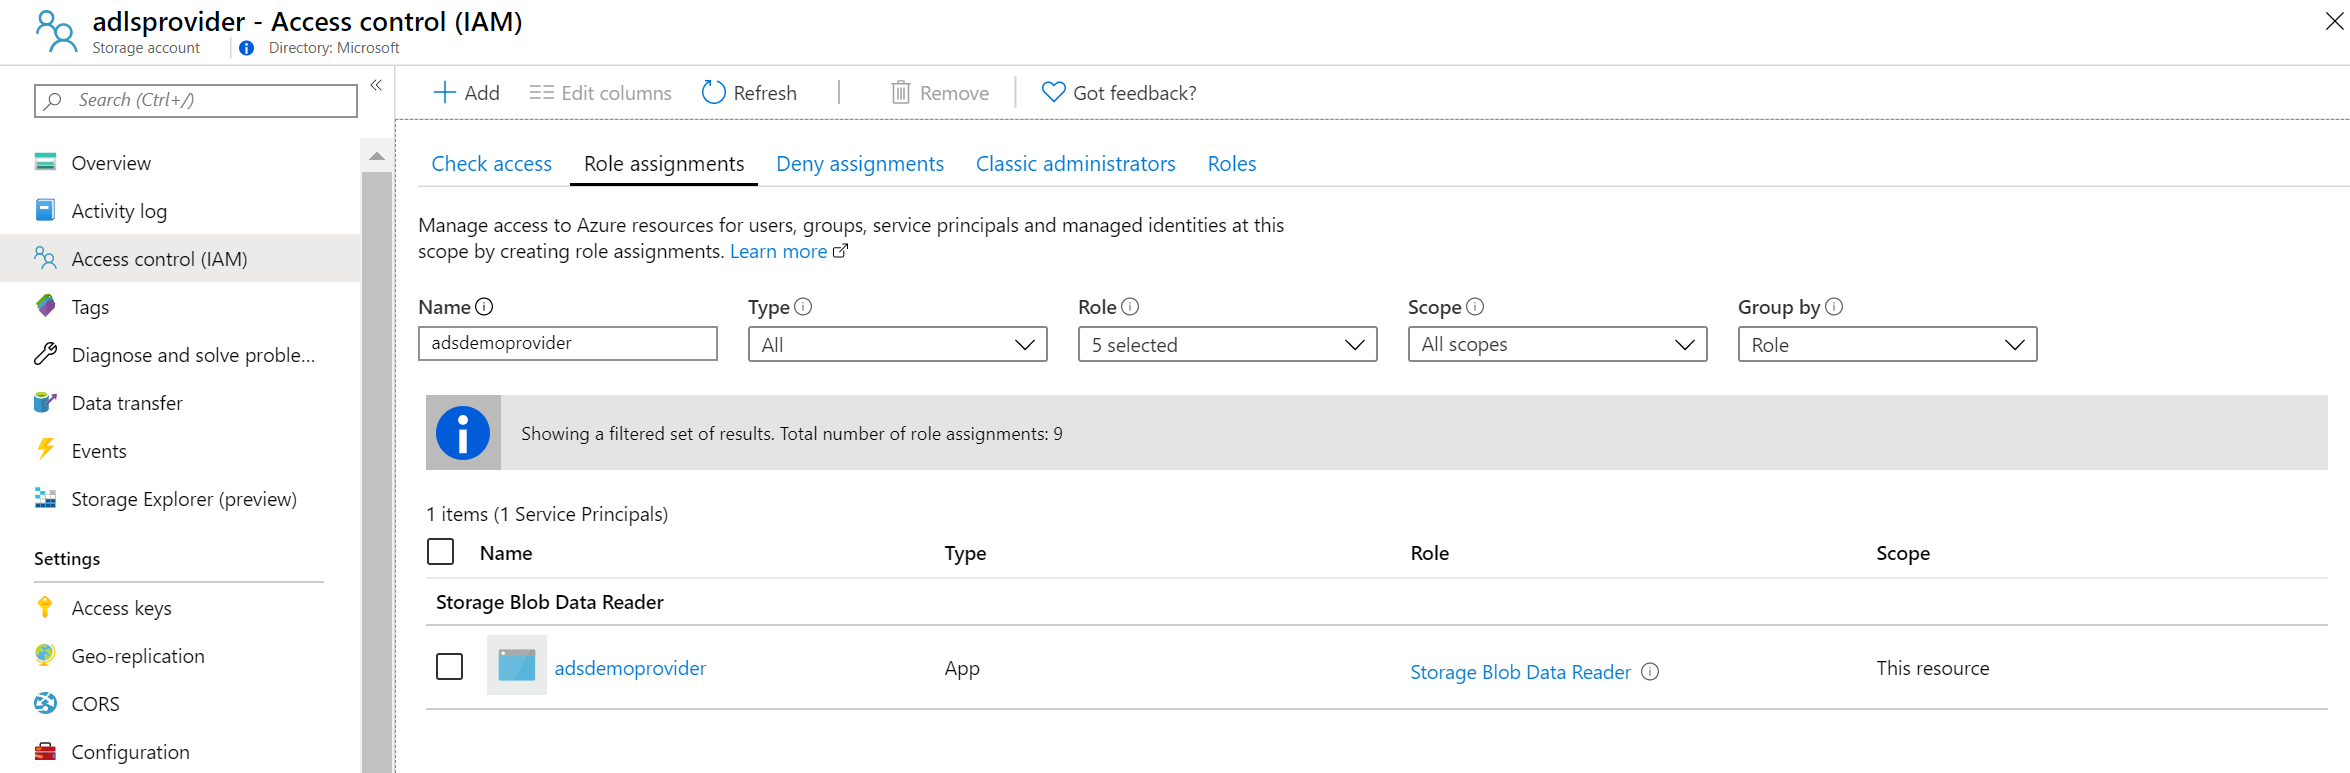 adlsprovider - Access control (IAM)
Storage account
Directory: Microsoft
Search (Ctrl+/)
Overview
Activity log
Access control (IAM)
Tags
Diagnose and solve proble...
Data transfer
Events
Storage Explorer (preview)
Settings
Access keys
Geo-replication
CORS
Configuration
Add
Edit columns
Refresh
Remove
Got feedback?
Check access
Role assignments
Deny assignments
Classic administrators
Roles
Manage access to Azure resources for users, groups, service principals and managed identities at this
scope by creating role assignments. Learn more
Name
adsdemoprovider
Type
All
Role
5 selected
Scope
All scopes
Group by
Role
Showing a filtered set of results. Total number of role assignments: 9
1 items (1 Service Principals)
Name Type Role Scope
Storage Blob Data Reader
adsdemoprovider App Storage Blob Data Reader This resource